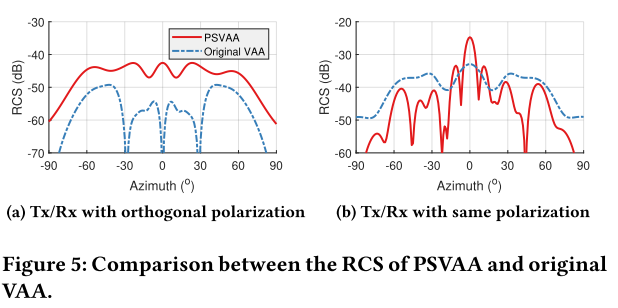 -20
-30
-40
-50
-60
-70
RCS (dB)
-90 -60 -30 0 30 60 90
Azimuth (°)
PSVAA
Original VAA
-20
-30
-40
-50
-60
RCS (dB)
-90 -60 -30 0 30 60 90
Azimuth (°)
(a) Tx/Rx with orthogonal polarization
(b) Tx/Rx with same polarization
Figure 5: Comparison between the RCS of PSVAA and original
VAA.